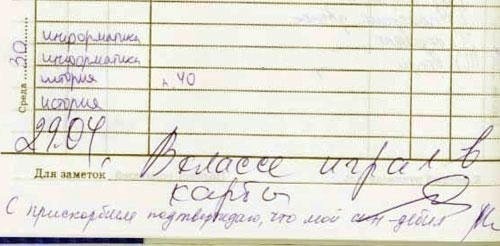 Среда 30
информатика
информатика
история п. 40
история
29.04
В классе играл в
Для заметок
карты
С прискорбием подтверждаю, что мой сын - дебил